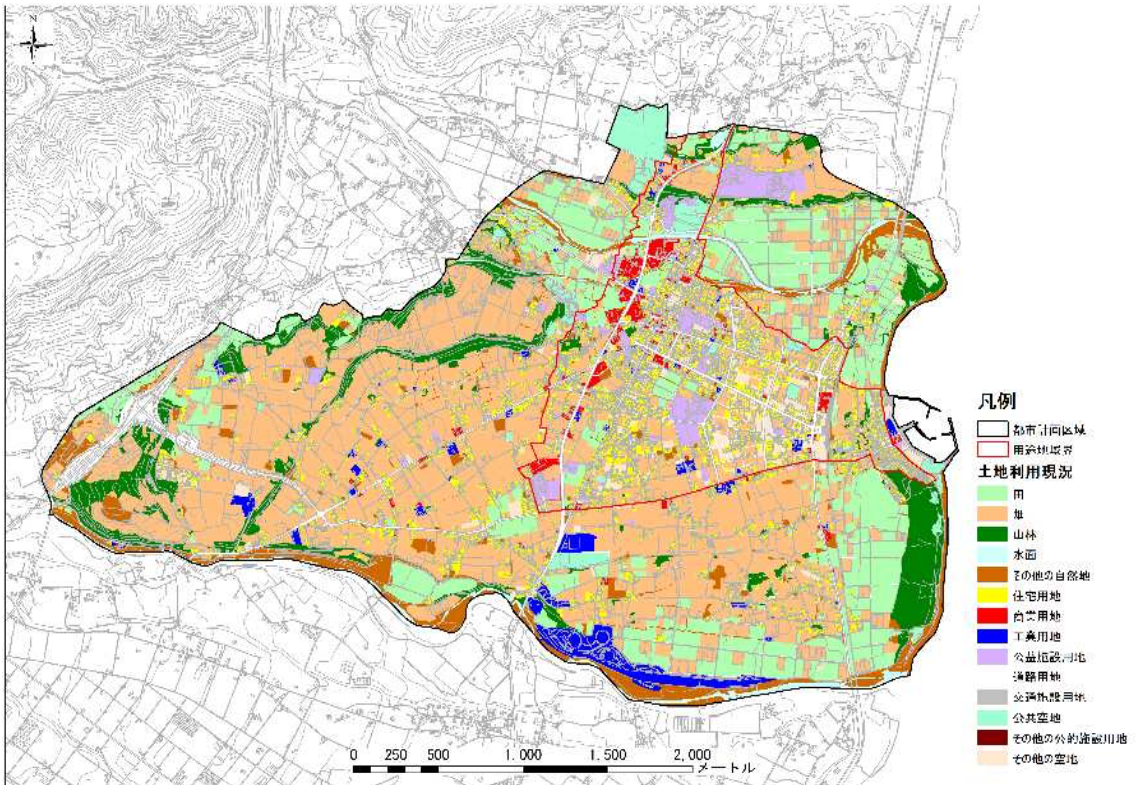 N
凡例
都市計画区域
用途地域界
土地利用現況
田
畑
山林
水面
その他の自然地
住宅用地
商業用地
工業用地
公益施設用地
道路用地
交通施設用地
公共空地
その他の公的施設用地
その他の空地
0 250 500 1,000 1,500 2,000
メートル